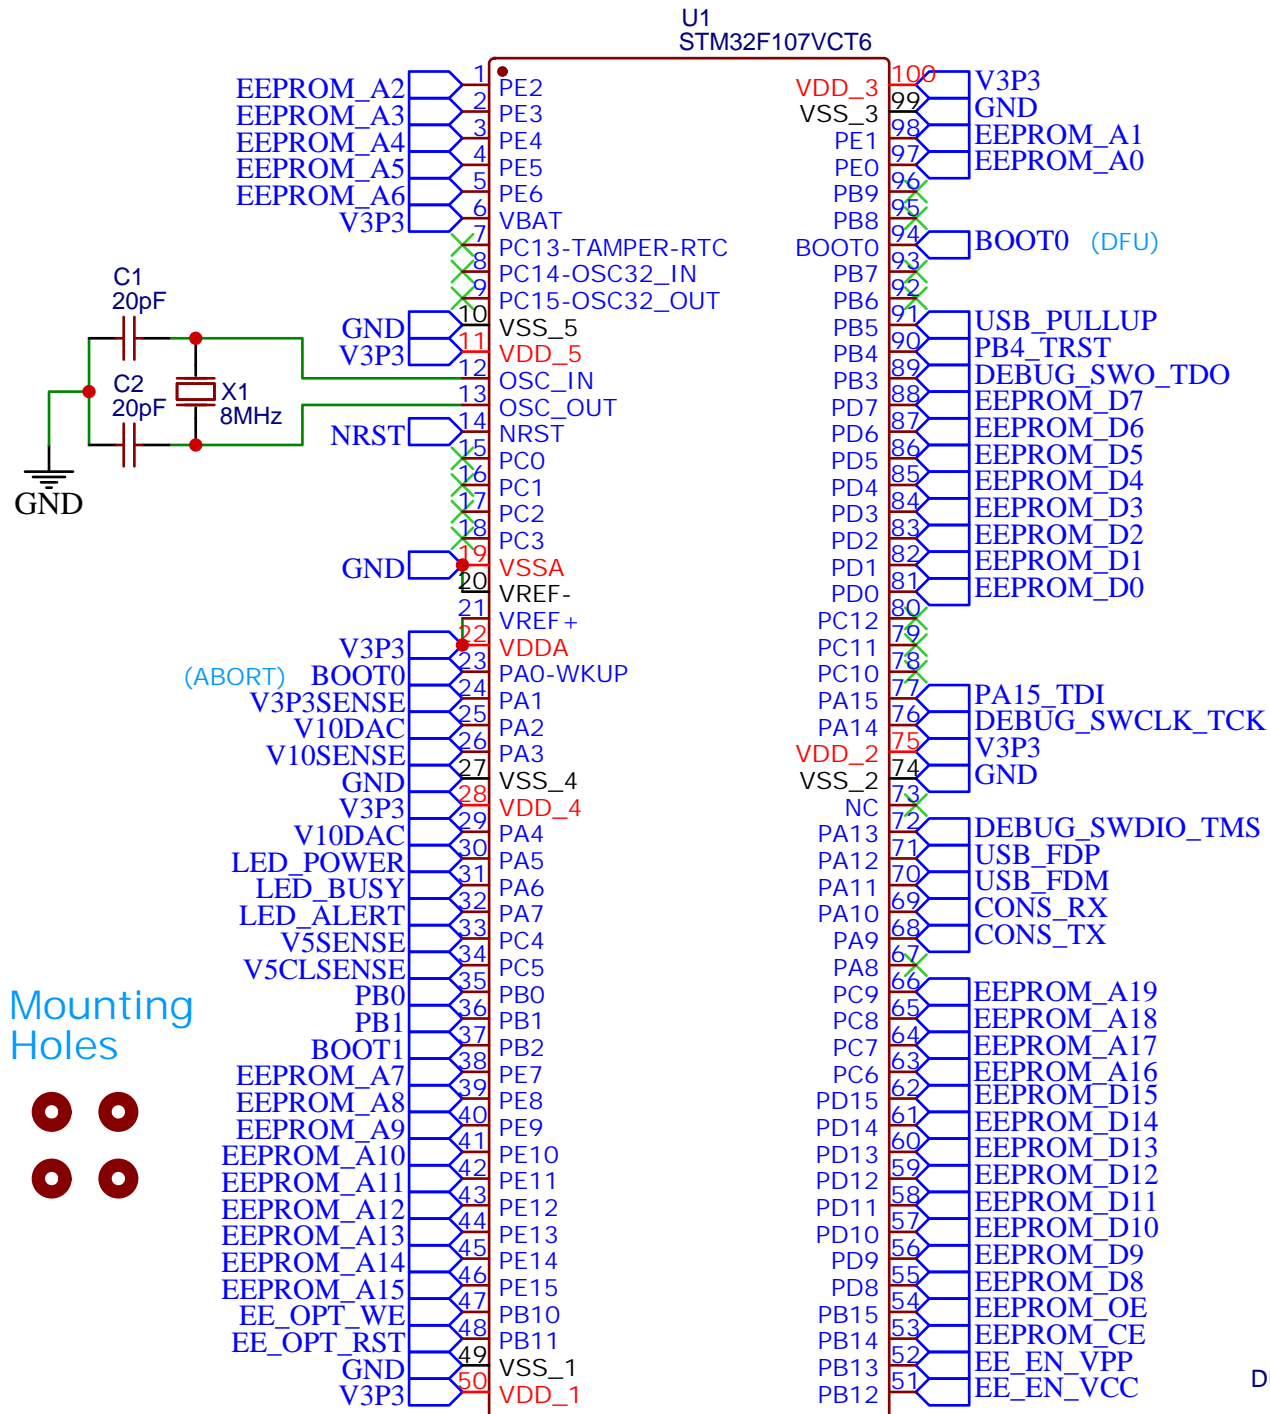 U1
STM32F107VCT6
EEPROM_A2 1 PE2
EEPROM_A3 2 PE3
EEPROM_A4 3 PE4
EEPROM_A5 4 PE5
EEPROM_A6 5 PE6
V3P3 6 VBAT
7 PC13-TAMPER-RTC
8 PC14-OSC32_IN
9 PC15-OSC32_OUT
GND 10 VSS_5
V3P3 11 VDD_5
12 OSC_IN
13 OSC_OUT
NRST 14 NRST
15 PC0
16 PC1
17 PC2
18 PC3
GND 19 VSSA
20 VREF-
21 VREF+
V3P3 22 VDDA
(ABORT) BOOT0 23 PA0-WKUP
V3P3SENSE 24 PA1
V10DAC 25 PA2
V10SENSE 26 PA3
GND 27 VSS_4
V3P3 28 VDD_4
V10DAC 29 PA4
LED_POWER 30 PA5
LED_BUSY 31 PA6
LED_ALERT 32 PA7
V5SENSE 33 PC4
V5CLSENSE 34 PC5
PB0 35 PB0
PB1 36 PB1
BOOT1 37 PB2
EEPROM_A7 38 PE7
EEPROM_A8 39 PE8
EEPROM_A9 40 PE9
EEPROM_A10 41 PE10
EEPROM_A11 42 PE11
EEPROM_A12 43 PE12
EEPROM_A13 44 PE13
EEPROM_A14 45 PE14
EEPROM_A15 46 PE15
EE_OPT_WE 47 PB10
EE_OPT_RST 48 PB11
GND 49 VSS_1
V3P3 50 VDD_1
VDD_3 100 V3P3
VSS_3 99 GND
PE1 98 EEPROM_A1
PE0 97 EEPROM_A0
PB9 96
PB8 95
BOOT0 94 BOOT0 (DFU)
PB7 93
PB6 92
PB5 91 USB_PULLUP
PB4 90 PB4_TRST
PB3 89 DEBUG_SWO_TDO
PD7 88 EEPROM_D7
PD6 87 EEPROM_D6
PD5 86 EEPROM_D5
PD4 85 EEPROM_D4
PD3 84 EEPROM_D3
PD2 83 EEPROM_D2
PD1 82 EEPROM_D1
PD0 81 EEPROM_D0
PC12 80
PC11 79
PC10 78
PA15 77 PA15_TDI
PA14 76 DEBUG_SWCLK_TCK
VDD_2 75 V3P3
VSS_2 74 GND
NC 73
PA13 72 DEBUG_SWDIO_TMS
PA12 71 USB_FDP
PA11 70 USB_FDM
PA10 69 CONS_RX
PA9 68 CONS_TX
PA8 67
PC9 66 EEPROM_A19
PC8 65 EEPROM_A18
PC7 64 EEPROM_A17
PC6 63 EEPROM_A16
PD15 62 EEPROM_D15
PD14 61 EEPROM_D14
PD13 60 EEPROM_D13
PD12 59 EEPROM_D12
PD11 58 EEPROM_D11
PD10 57 EEPROM_D10
PD9 56 EEPROM_D9
PD8 55 EEPROM_D8
PB15 54 EEPROM_OE
PB14 53 EEPROM_CE
PB13 52 EE_EN_VPP
PB12 51 EE_EN_VCC
C1
20pF
C2
20pF
X1
8MHz
GND
Mounting
Holes